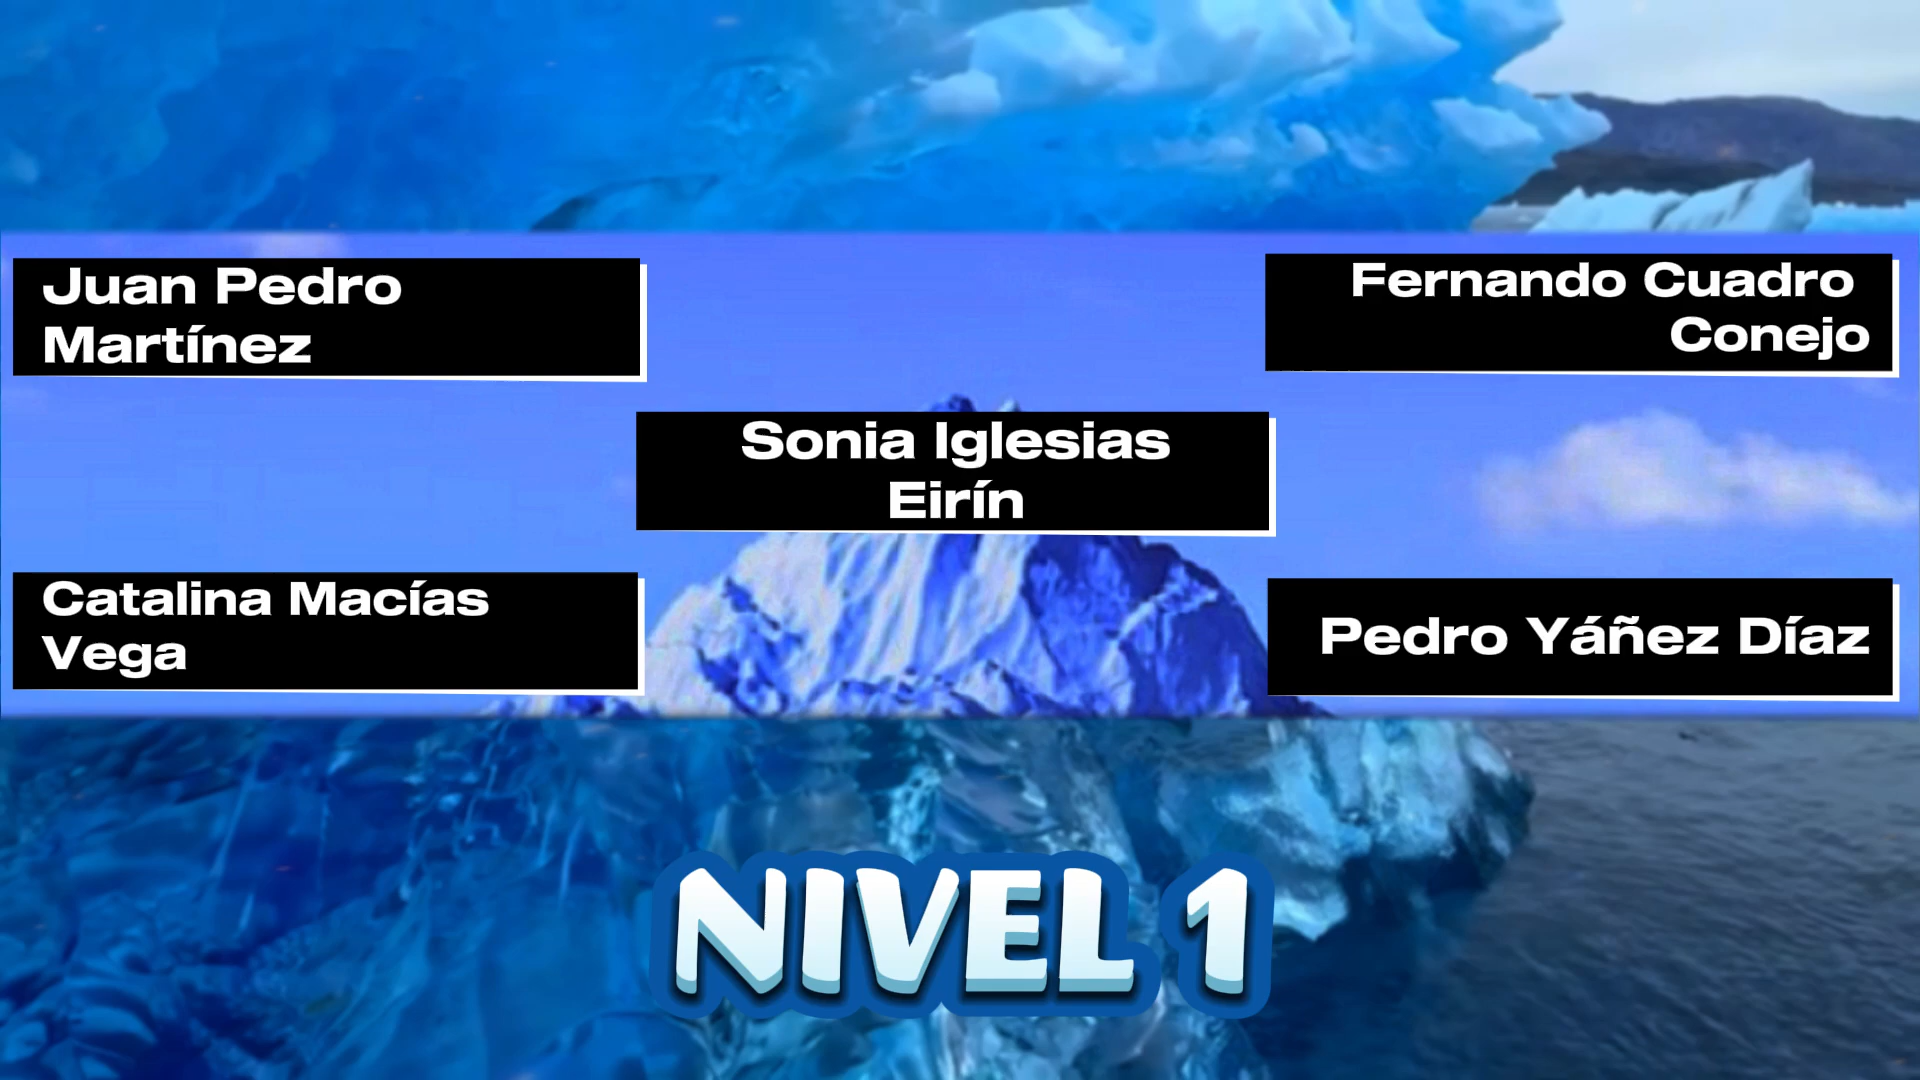 Juan Pedro
Martínez
Fernando Cuadro
Conejo
Sonia Iglesias
Eirín
Catalina Macías
Vega
Pedro Yáñez Díaz
NIVEL 1